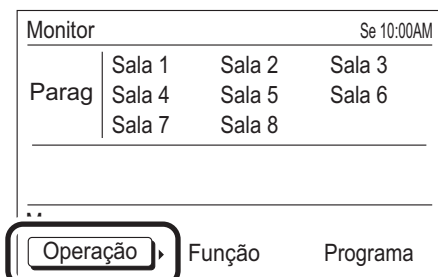 Monitor Se 10:00AM
Sala 1 Sala 2 Sala 3
Parag Sala 4 Sala 5 Sala 6
Sala 7 Sala 8
Operação Função Programa